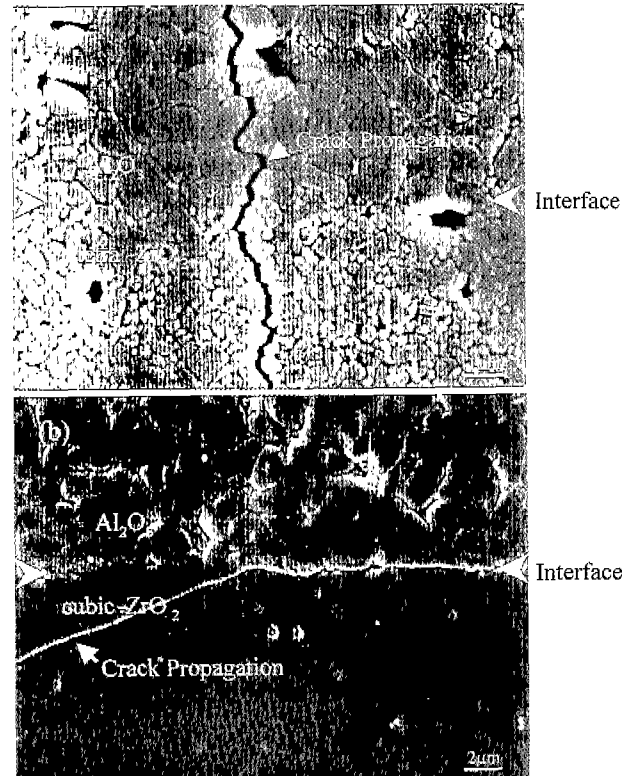 Crack Propagation
Interface
(b)
Al₂O₃
Interface
cubic-ZrO₂
Crack Propagation
2μm